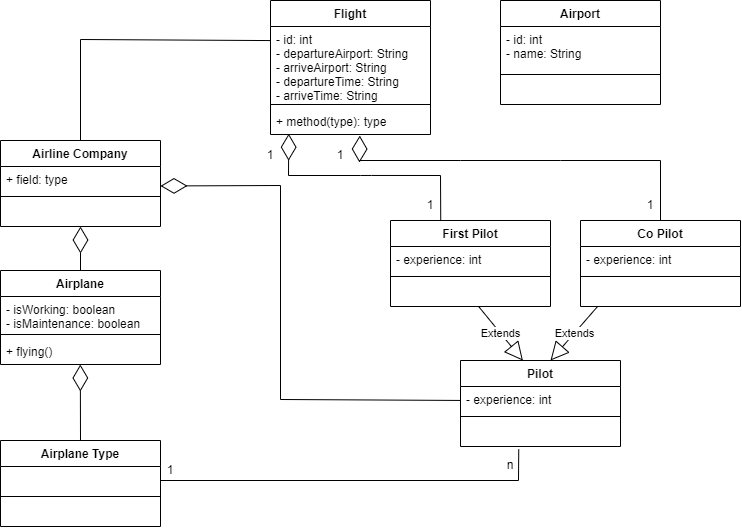 Flight
- id: int
- departureAirport: String
- arriveAirport: String
- departureTime: String
- arriveTime: String
+ method(type): type
Airport
- id: int
- name: String
Airline Company
+ field: type
1
1
1
1
First Pilot
- experience: int
Co Pilot
- experience: int
Airplane
- isWorking: boolean
- isMaintenance: boolean
+ flying()
Extends
Extends
Pilot
- experience: int
Airplane Type
1
n